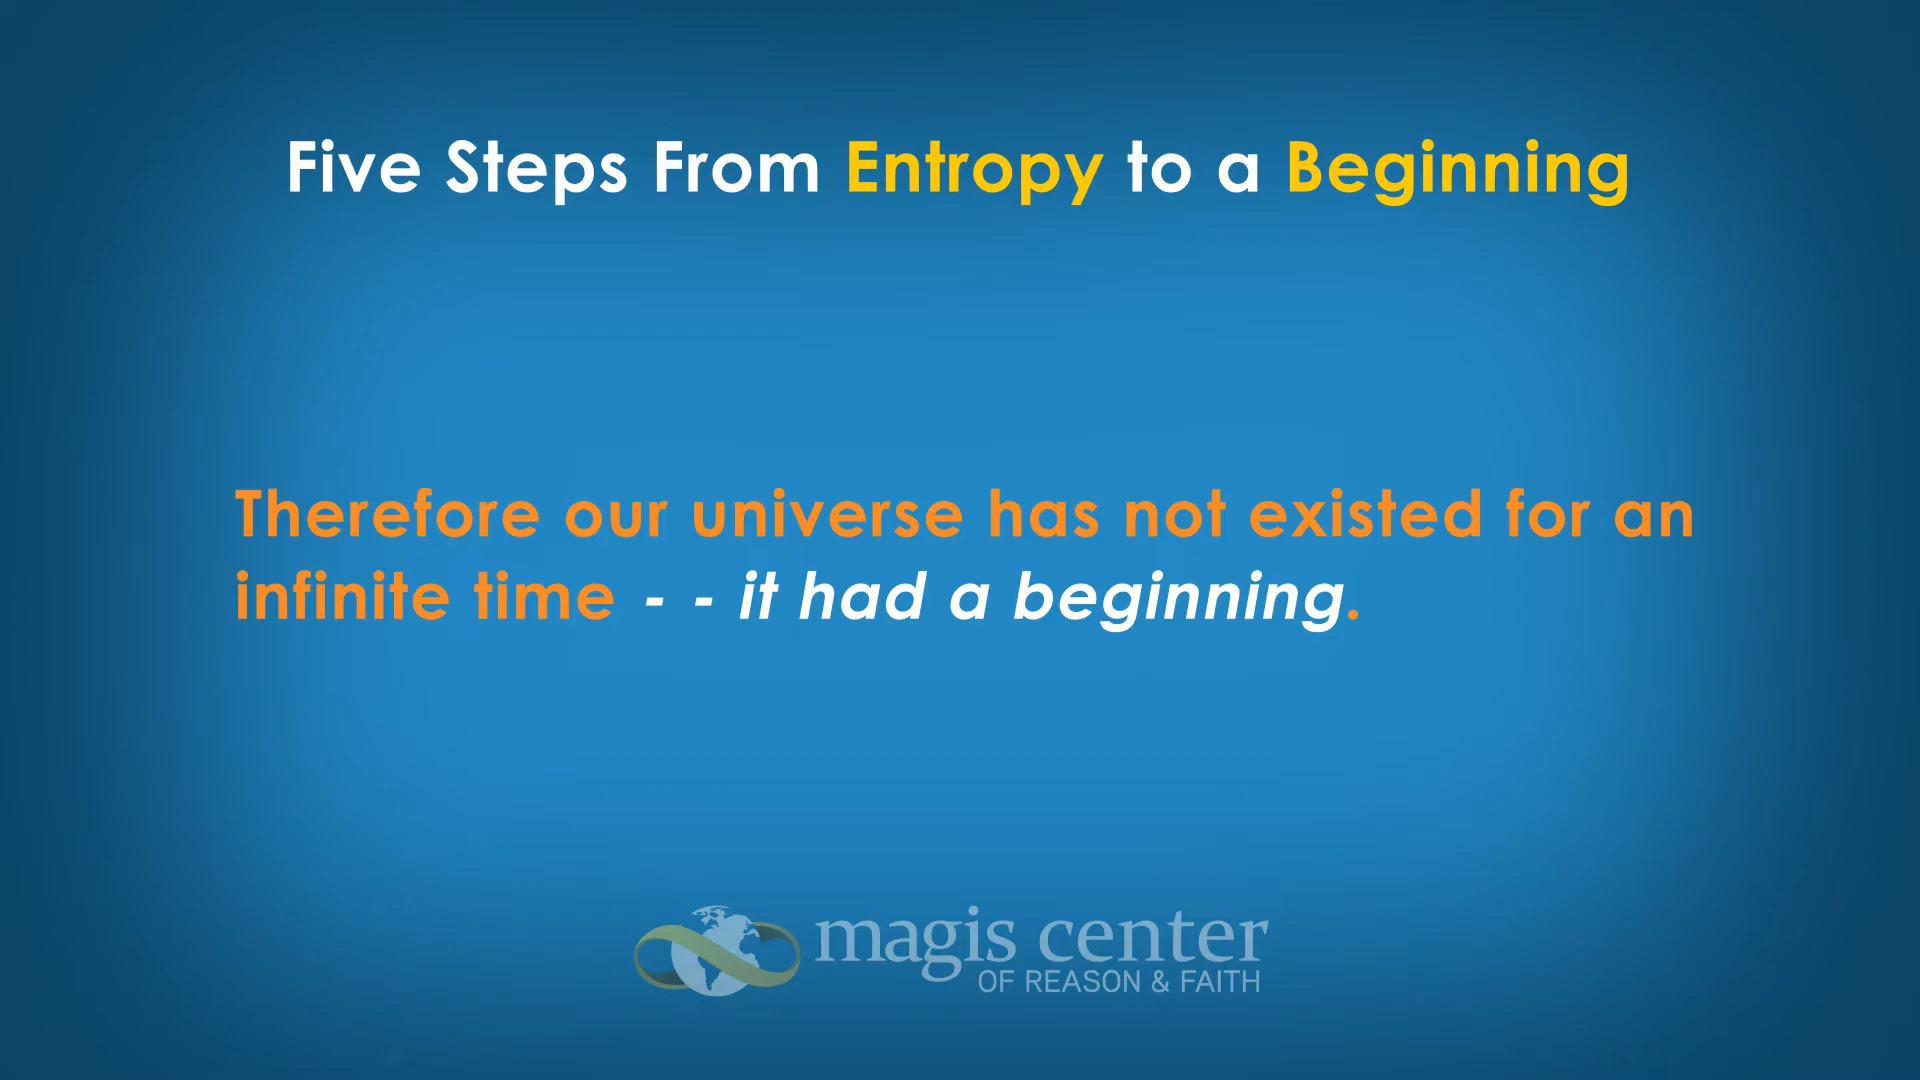 Five Steps From Entropy to a Beginning
Therefore our universe has not existed for an
infinite time - - it had a beginning.
magis center
OF REASON & FAITH